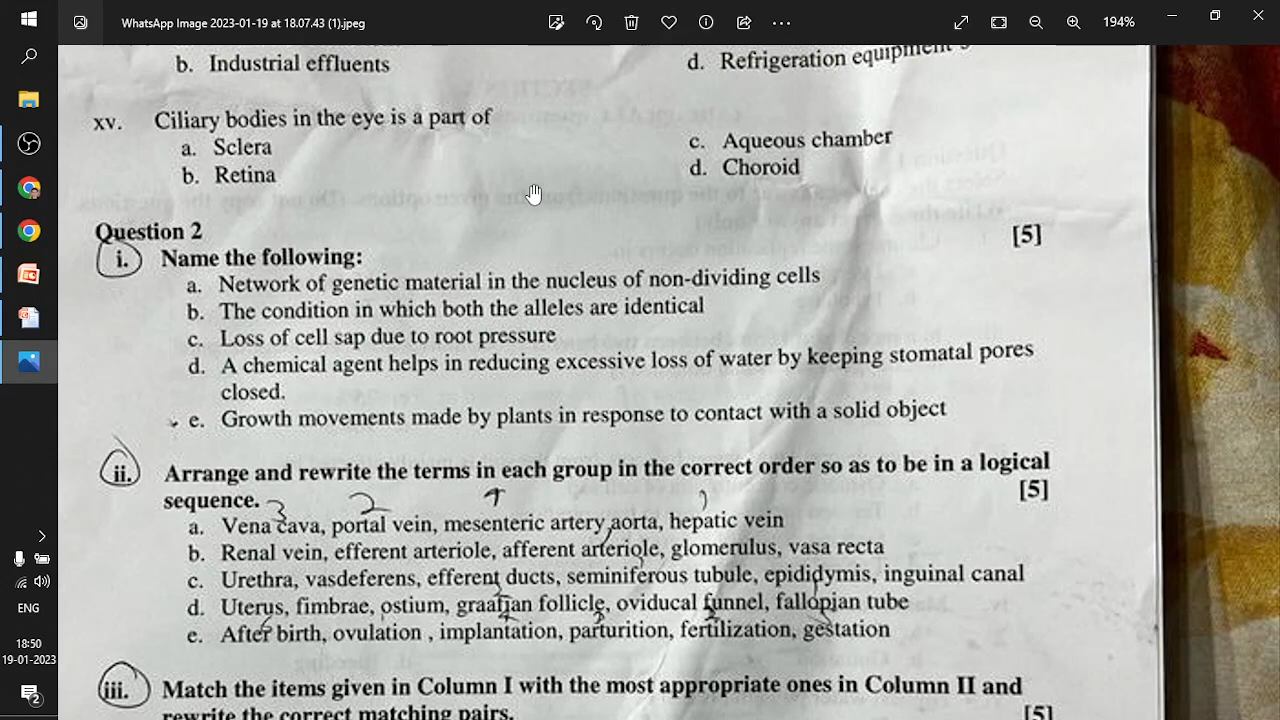 WhatsApp Image 2023-01-19 at 18.07.43 (1).jpeg
194%
b. Industrial effluents
d. Refrigeration equipment's
xv. Ciliary bodies in the eye is a part of
a. Sclera
c. Aqueous chamber
b. Retina
d. Choroid
Question 2
[5]
i. Name the following:
a. Network of genetic material in the nucleus of non-dividing cells
b. The condition in which both the alleles are identical
c. Loss of cell sap due to root pressure
d. A chemical agent helps in reducing excessive loss of water by keeping stomatal pores
closed.
e. Growth movements made by plants in response to contact with a solid object
ii. Arrange and rewrite the terms in each group in the correct order so as to be in a logical
sequence. [5]
3 2
a. Vena cava, portal vein, mesenteric artery, aorta, hepatic vein
b. Renal vein, efferent arteriole, afferent arteriole, glomerulus, vasa recta
c. Urethra, vasdeferens, efferent ducts, seminiferous tubule, epididymis, inguinal canal
d. Uterus, fimbrae, ostium, graafian follicle, oviducal funnel, fallopian tube
e. After birth, ovulation , implantation, parturition, fertilization, gestation
iii. Match the items given in Column I with the most appropriate ones in Column II and
rewrite the correct matching pairs. [5]
ENG
18:50
19-01-2023
2